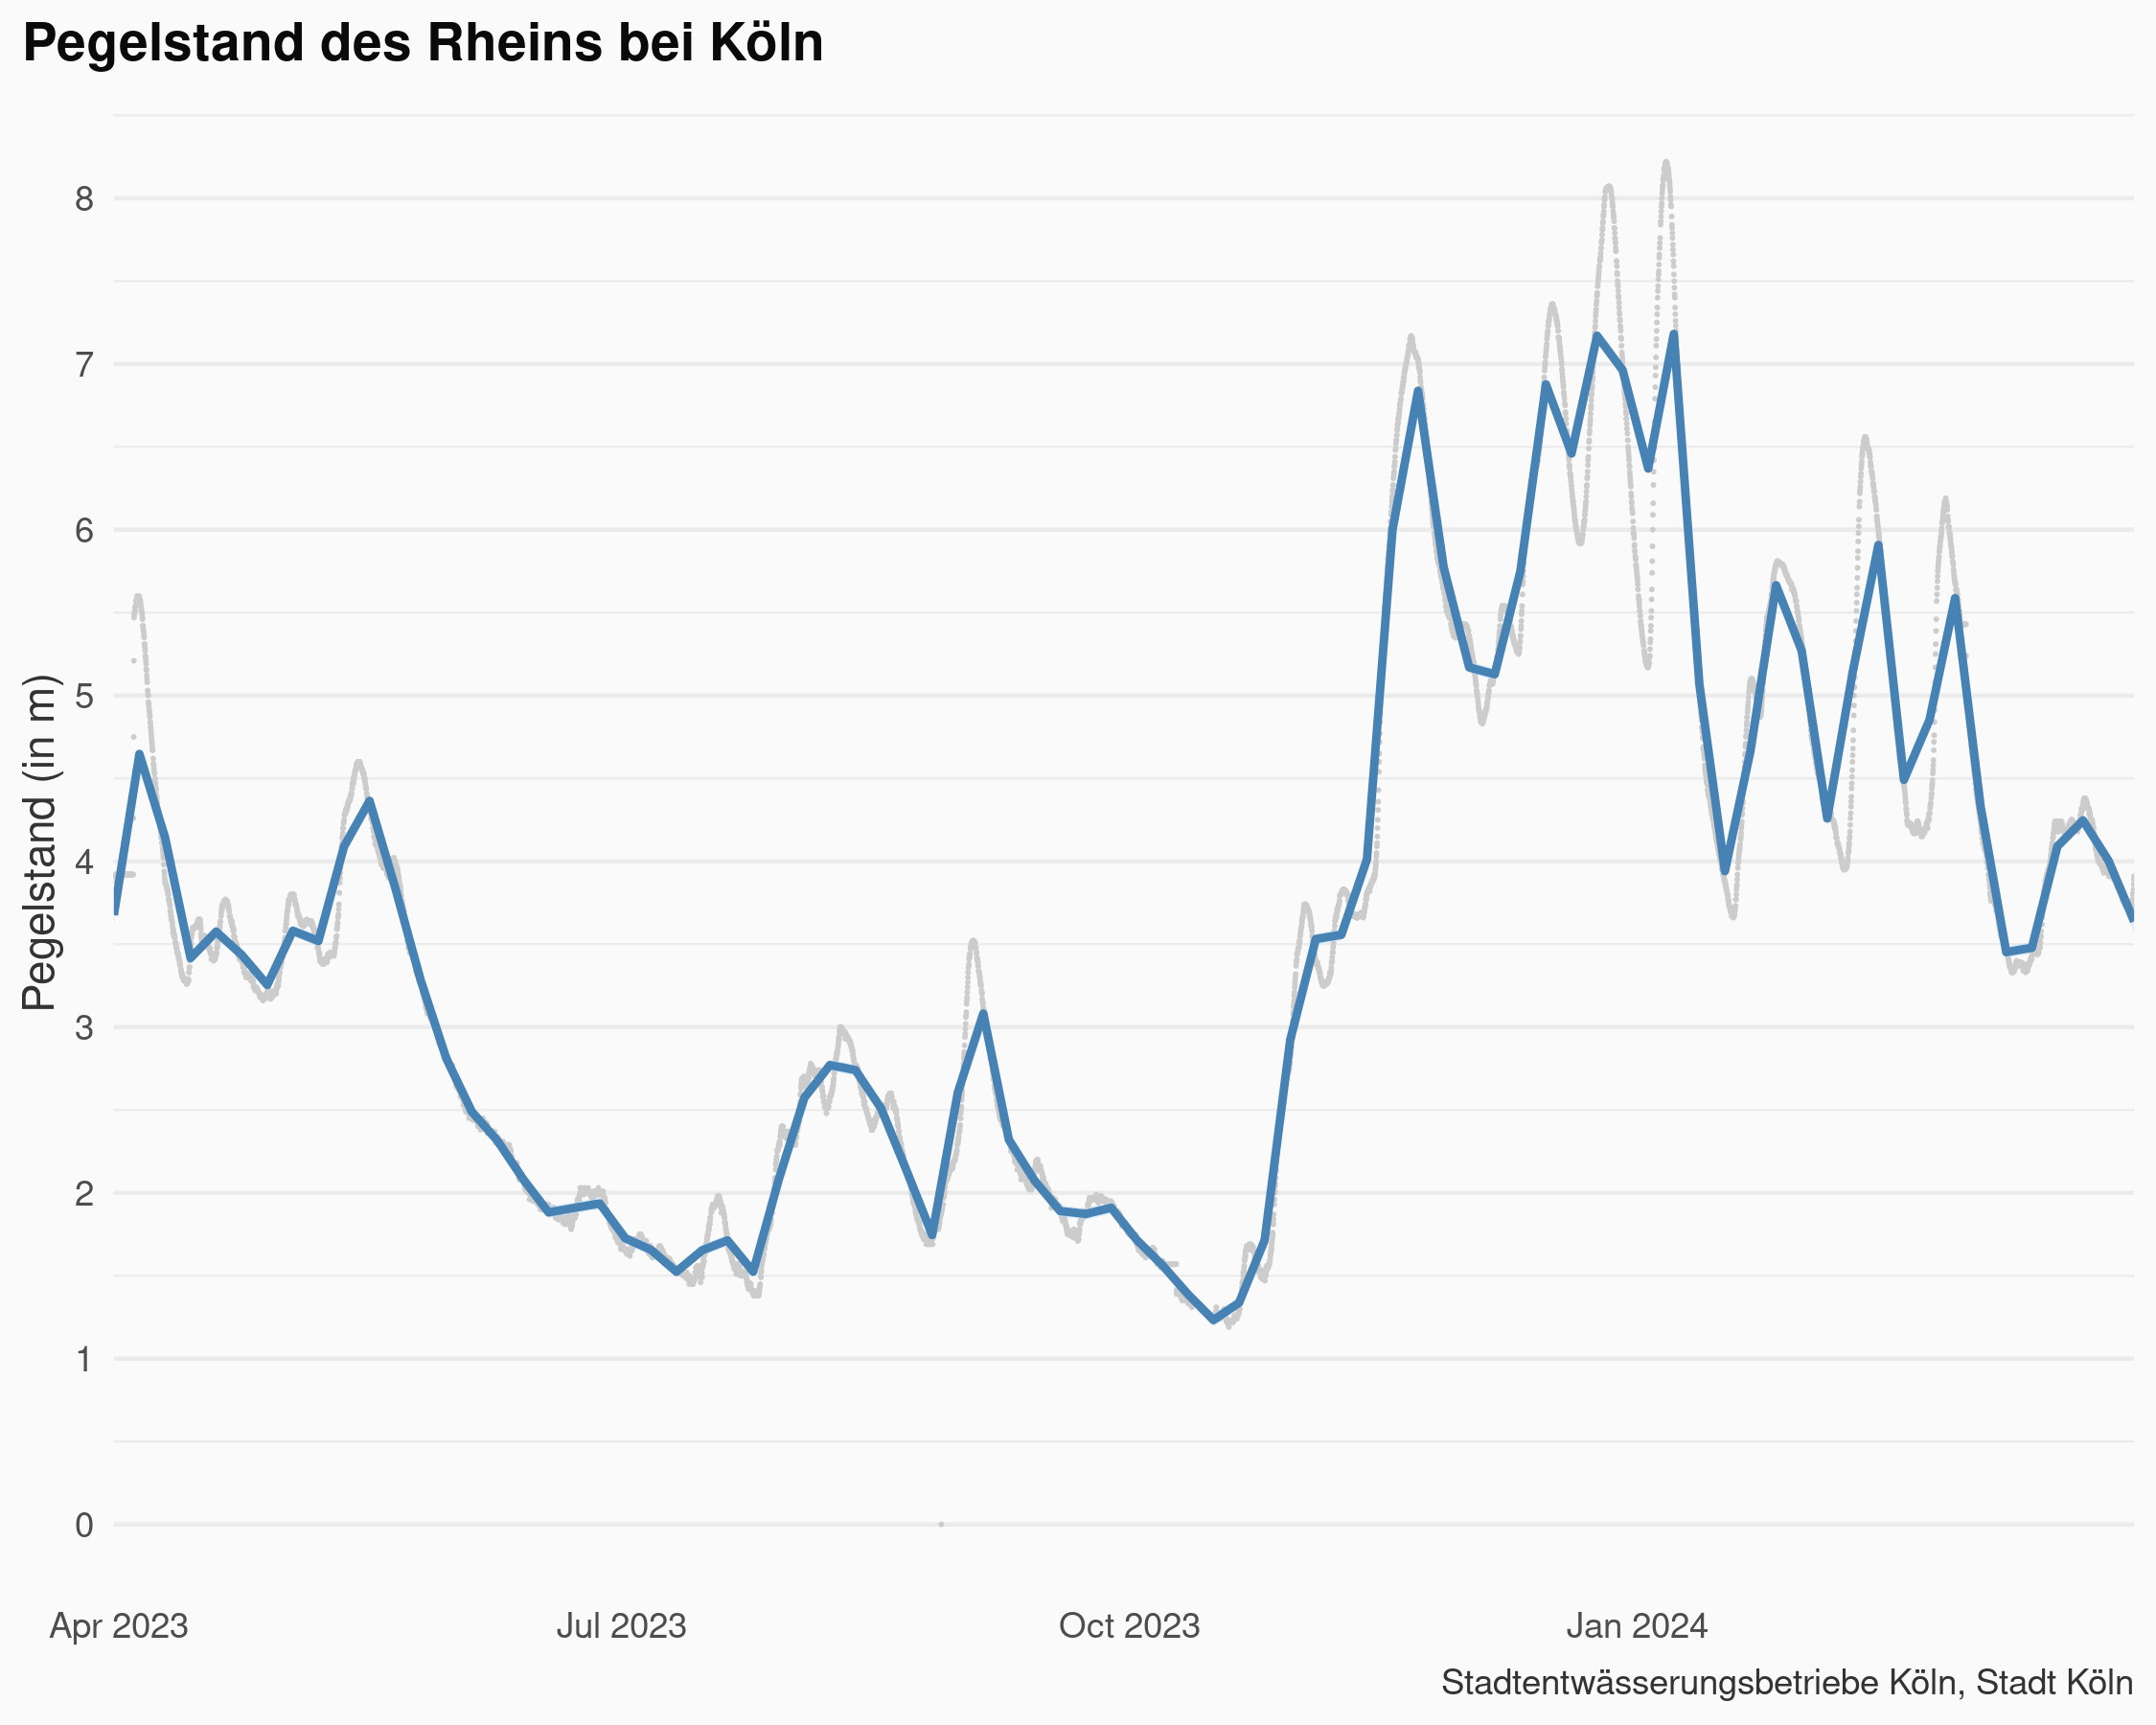 Pegelstand des Rheins bei Köln
Pegelstand (in m)
8
7
6
5
4
3
2
1
0
Apr 2023
Jul 2023
Oct 2023
Jan 2024
Stadtentwässerungsbetriebe Köln, Stadt Köln